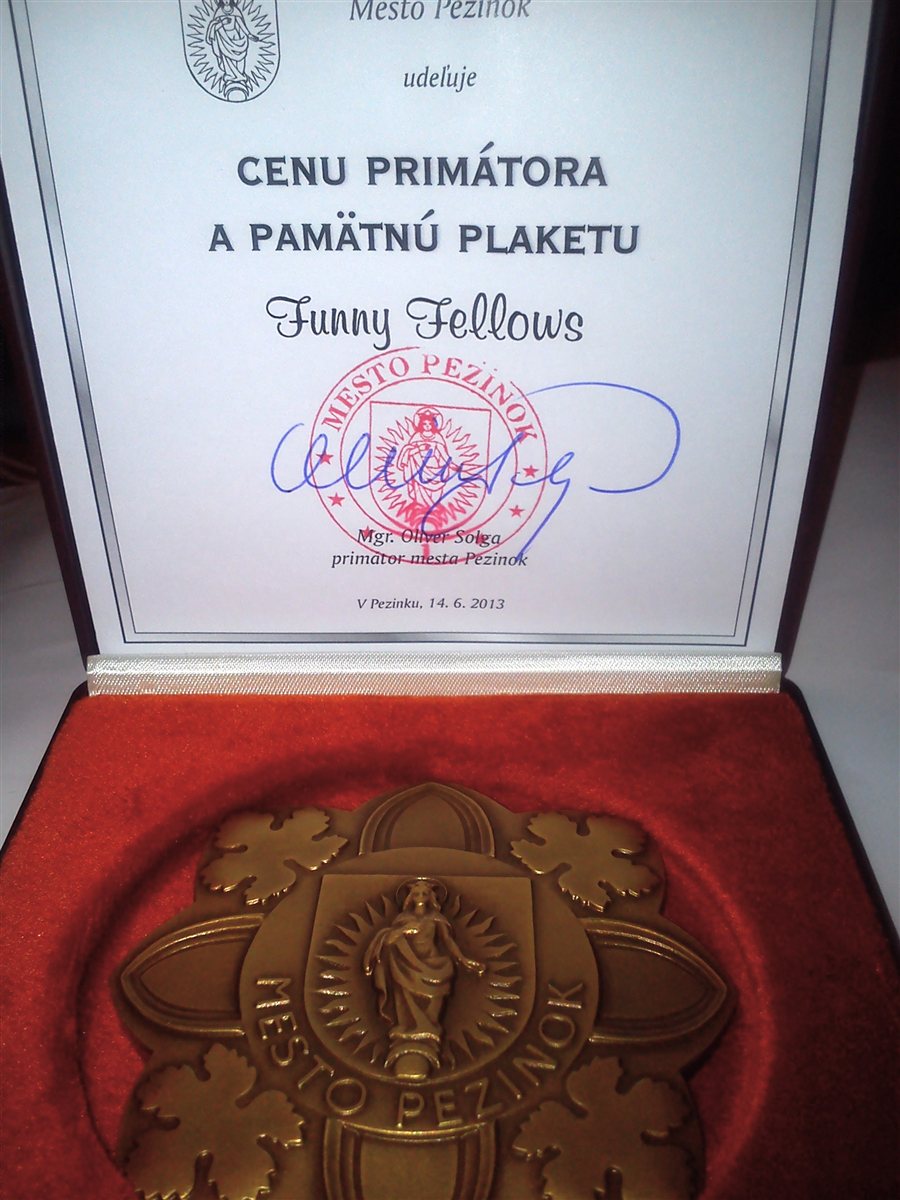 Mesto Pezinok
udeľuje
CENU PRIMÁTORA
A PAMÄTNÚ PLAKETU
Funny Fellows
MESTO PEZINOK
1
Mgr. Oliver Solga
primátor mesta Pezinok
V Pezinku, 14. 6. 2013
MESTO PEZINOK